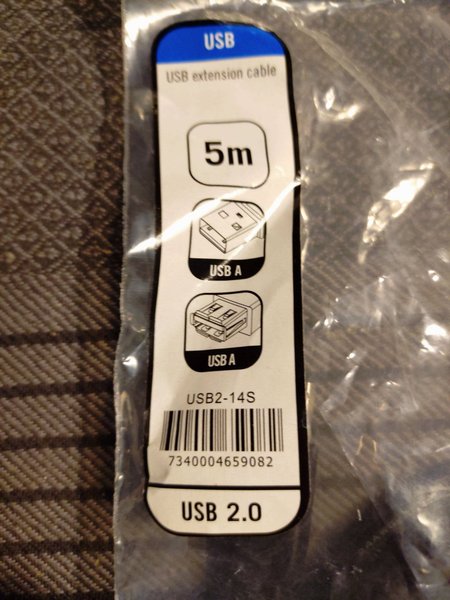 USB
USB extension cable
5m
USB A
USB A
USB2-14S
7340004659082
USB 2.0